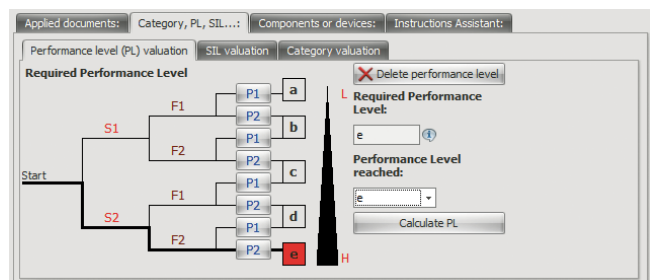 Applied documents: Category, PL, SIL...: Components or devices: Instructions Assistant:
Performance level (PL) valuation SIL valuation Category valuation
Required Performance Level
Delete performance level
P1 a
L Required Performance
Level:
F1
P2
S1
P1 b
e
F2
P2
Performance Level
reached:
Start
P1 c
F1
P2
e
S2
P1 d
Calculate PL
F2
P2 e
H